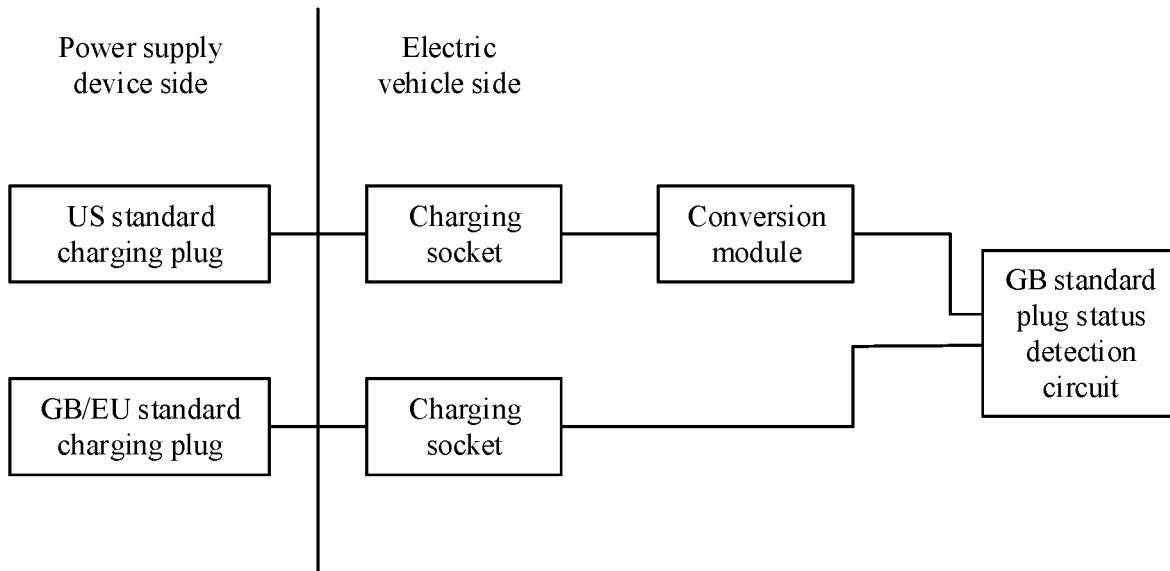 Power supply
device side
Electric
vehicle side
US standard
charging plug
Charging
socket
Conversion
module
GB standard
plug status
detection
circuit
GB/EU standard
charging plug
Charging
socket